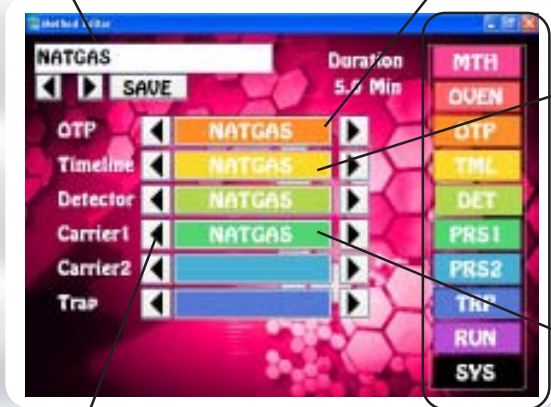 Method Editor
NATGAS
SAVE
Duration
5.0 Min
OTP NATGAS
Timeline NATGAS
Detector NATGAS
Carrier1 NATGAS
Carrier2
Trap
MTH
OVEN
OTP
TML
DET
PRS1
PRS2
TRP
RUN
SYS